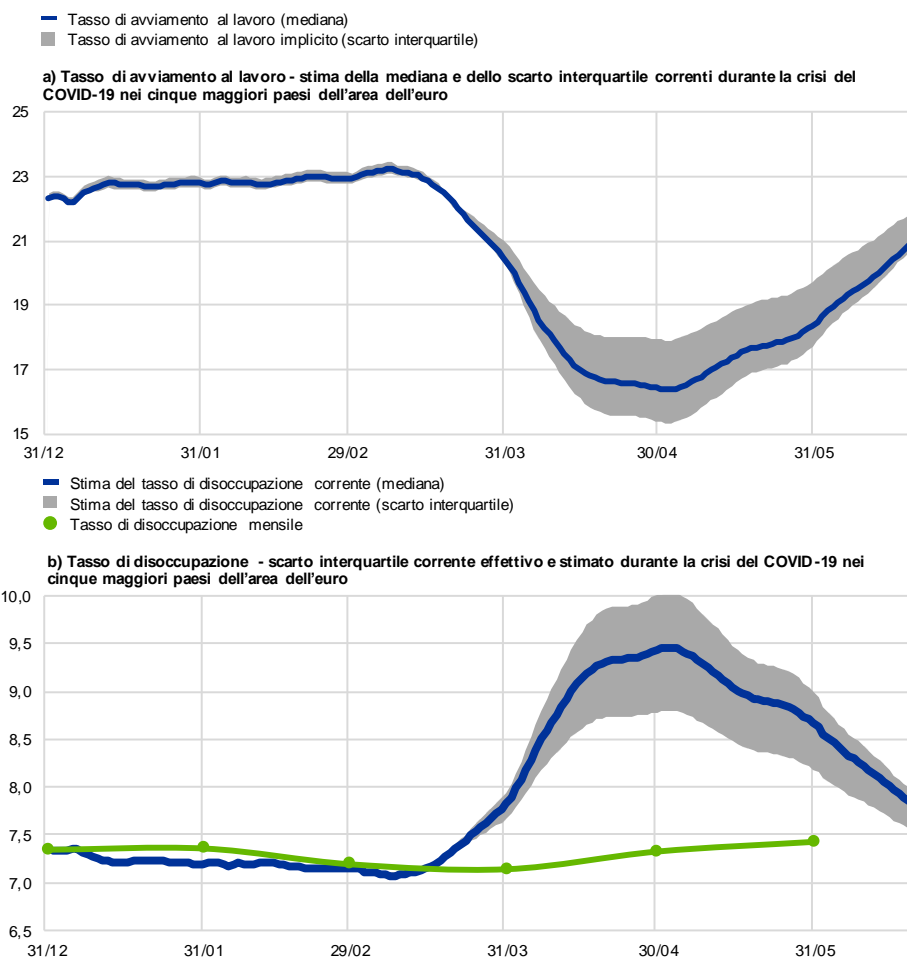 Tasso di avviamento al lavoro (mediana)
Tasso di avviamento al lavoro implicito (scarto interquartile)
a) Tasso di avviamento al lavoro - stima della mediana e dello scarto interquartile correnti durante la crisi del
COVID-19 nei cinque maggiori paesi dell'area dell'euro
25
23
21
19
17
15
31/12 31/01 29/02 31/03 30/04 31/05
Stima del tasso di disoccupazione corrente (mediana)
Stima del tasso di disoccupazione corrente (scarto interquartile)
Tasso di disoccupazione mensile
b) Tasso di disoccupazione - scarto interquartile corrente effettivo e stimato durante la crisi del COVID-19 nei
cinque maggiori paesi dell'area dell'euro
10,0
9,5
9,0
8,5
8,0
7,5
7,0
6,5
31/12 31/01 29/02 31/03 30/04 31/05